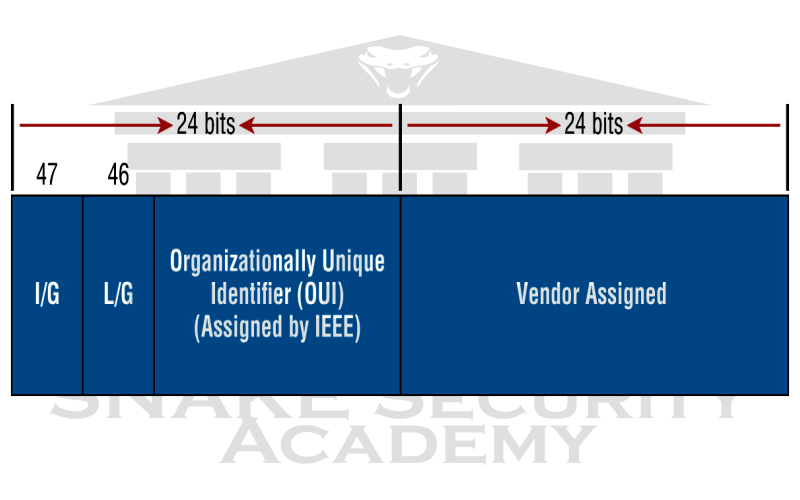 24 bits 24 bits
47 46
I/G L/G Organizationally Unique
Identifier (OUI)
(Assigned by IEEE) Vendor Assigned
SNAKE SECURITY
ACADEMY